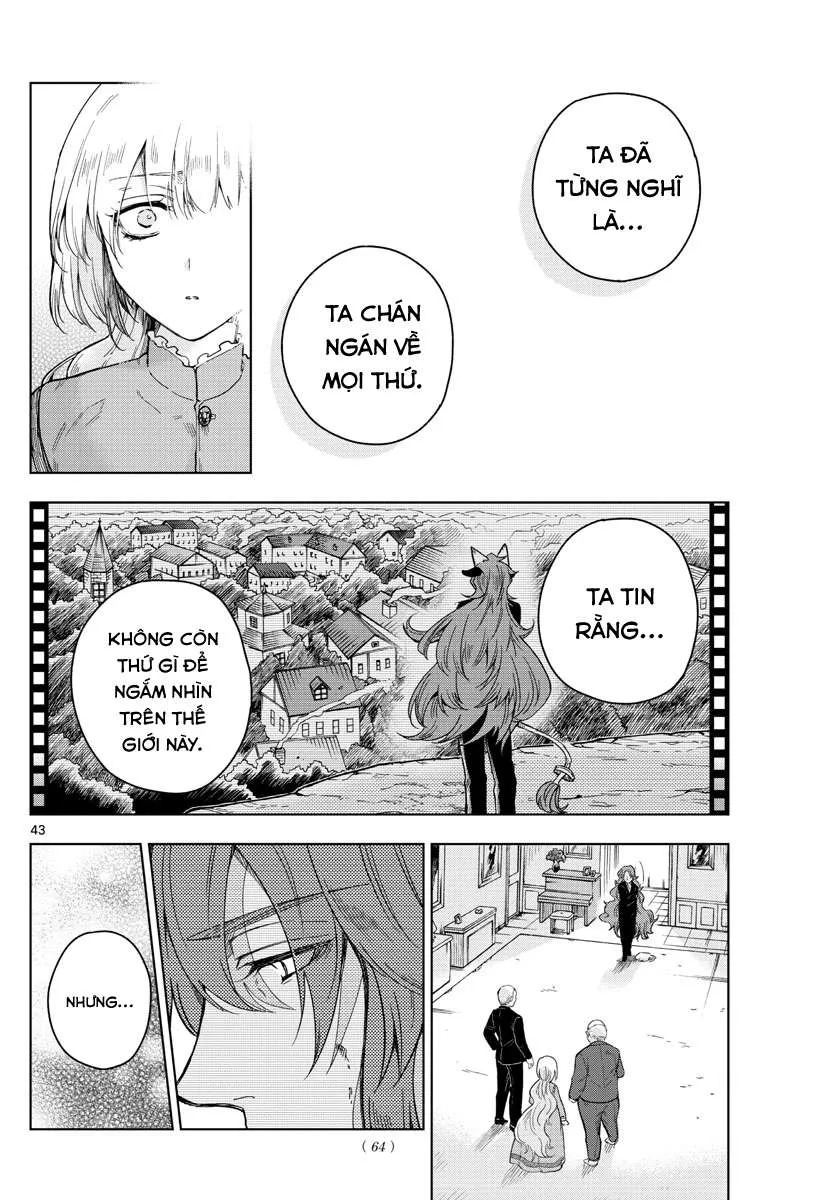 TA ĐÃ
TỪNG NGHĨ
LÀ...
TA CHÁN
NGÁN VỀ
MỌI THỨ.
TA TIN
RẰNG...
KHÔNG CÒN
THỨ GÌ ĐỂ
NGẮM NHÌN
TRÊN THẾ
GIỚI NÀY.
43
NHƯNG...
( 64 )